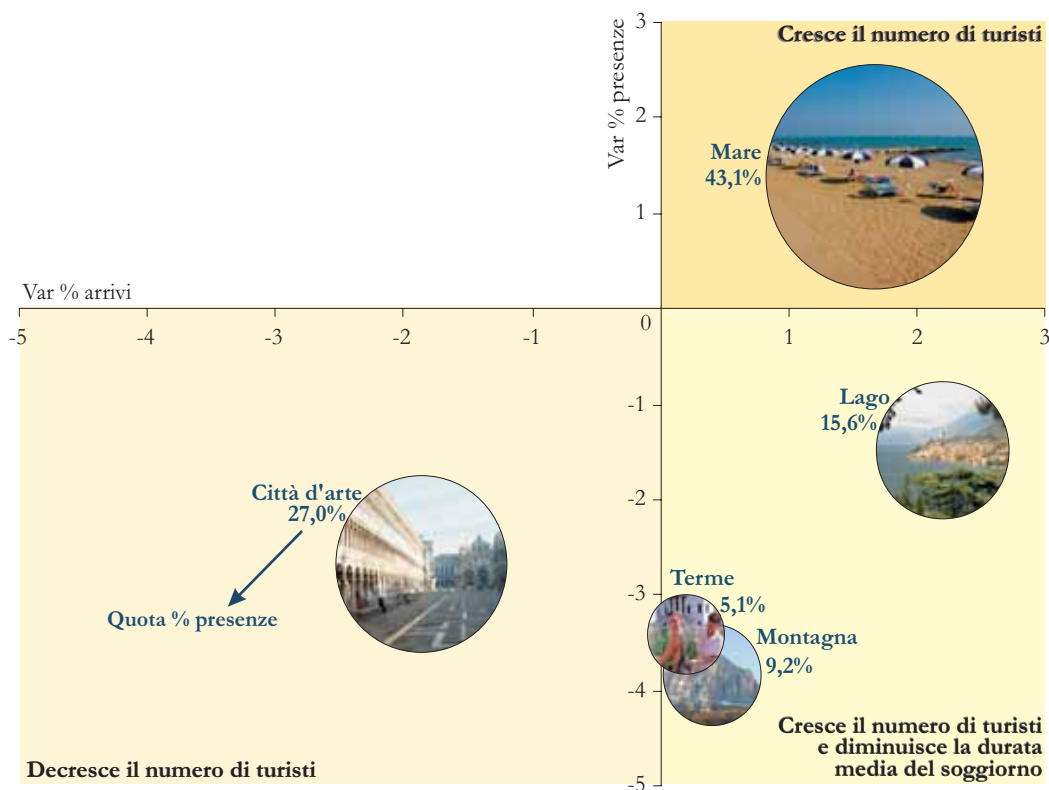 3
Cresce il numero di turisti
Var % presenze
2
Mare
43,1%
1
Var % arrivi
-5
-4
-3
-2
-1
0
1
2
3
-1
Lago
15,6%
-2
Città d'arte
27,0%
Quota % presenze
-3
Terme
5,1%
Montagna
9,2%
-4
Cresce il numero di turisti
e diminuisce la durata
media del soggiorno
Decresce il numero di turisti
-5